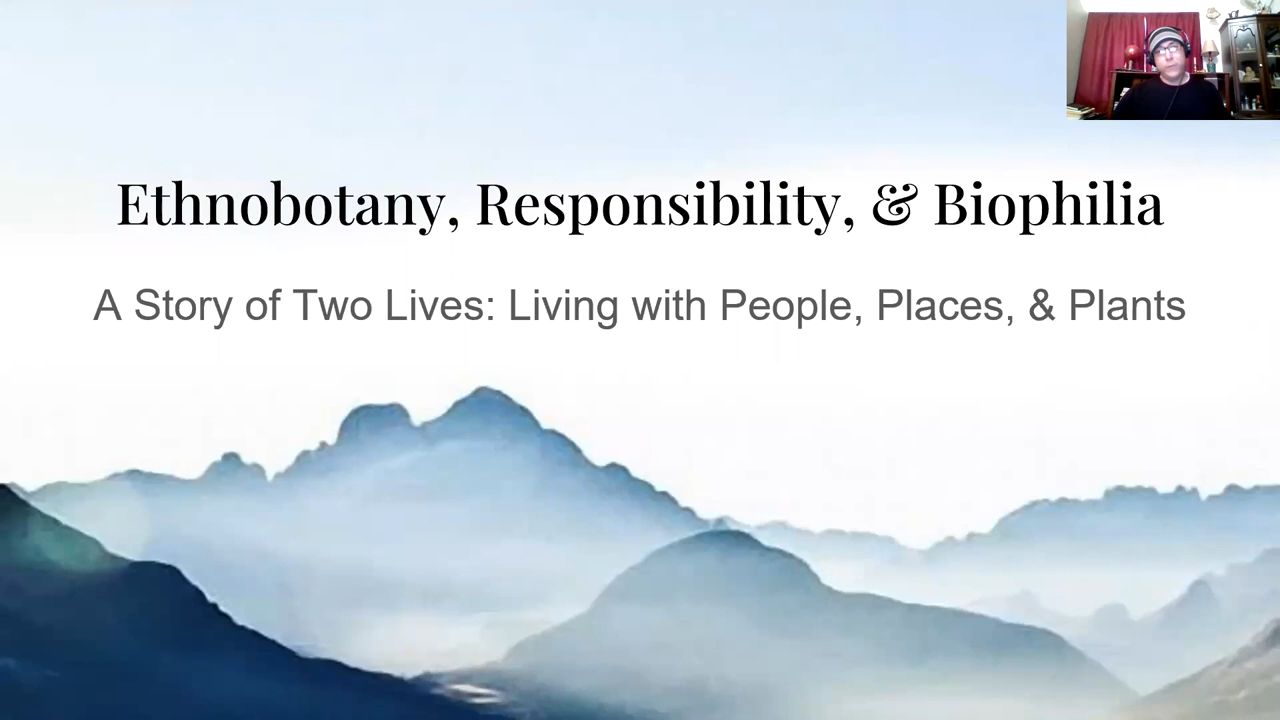 Ethnobotany, Responsibility, & Biophilia
A Story of Two Lives: Living with People, Places, & Plants